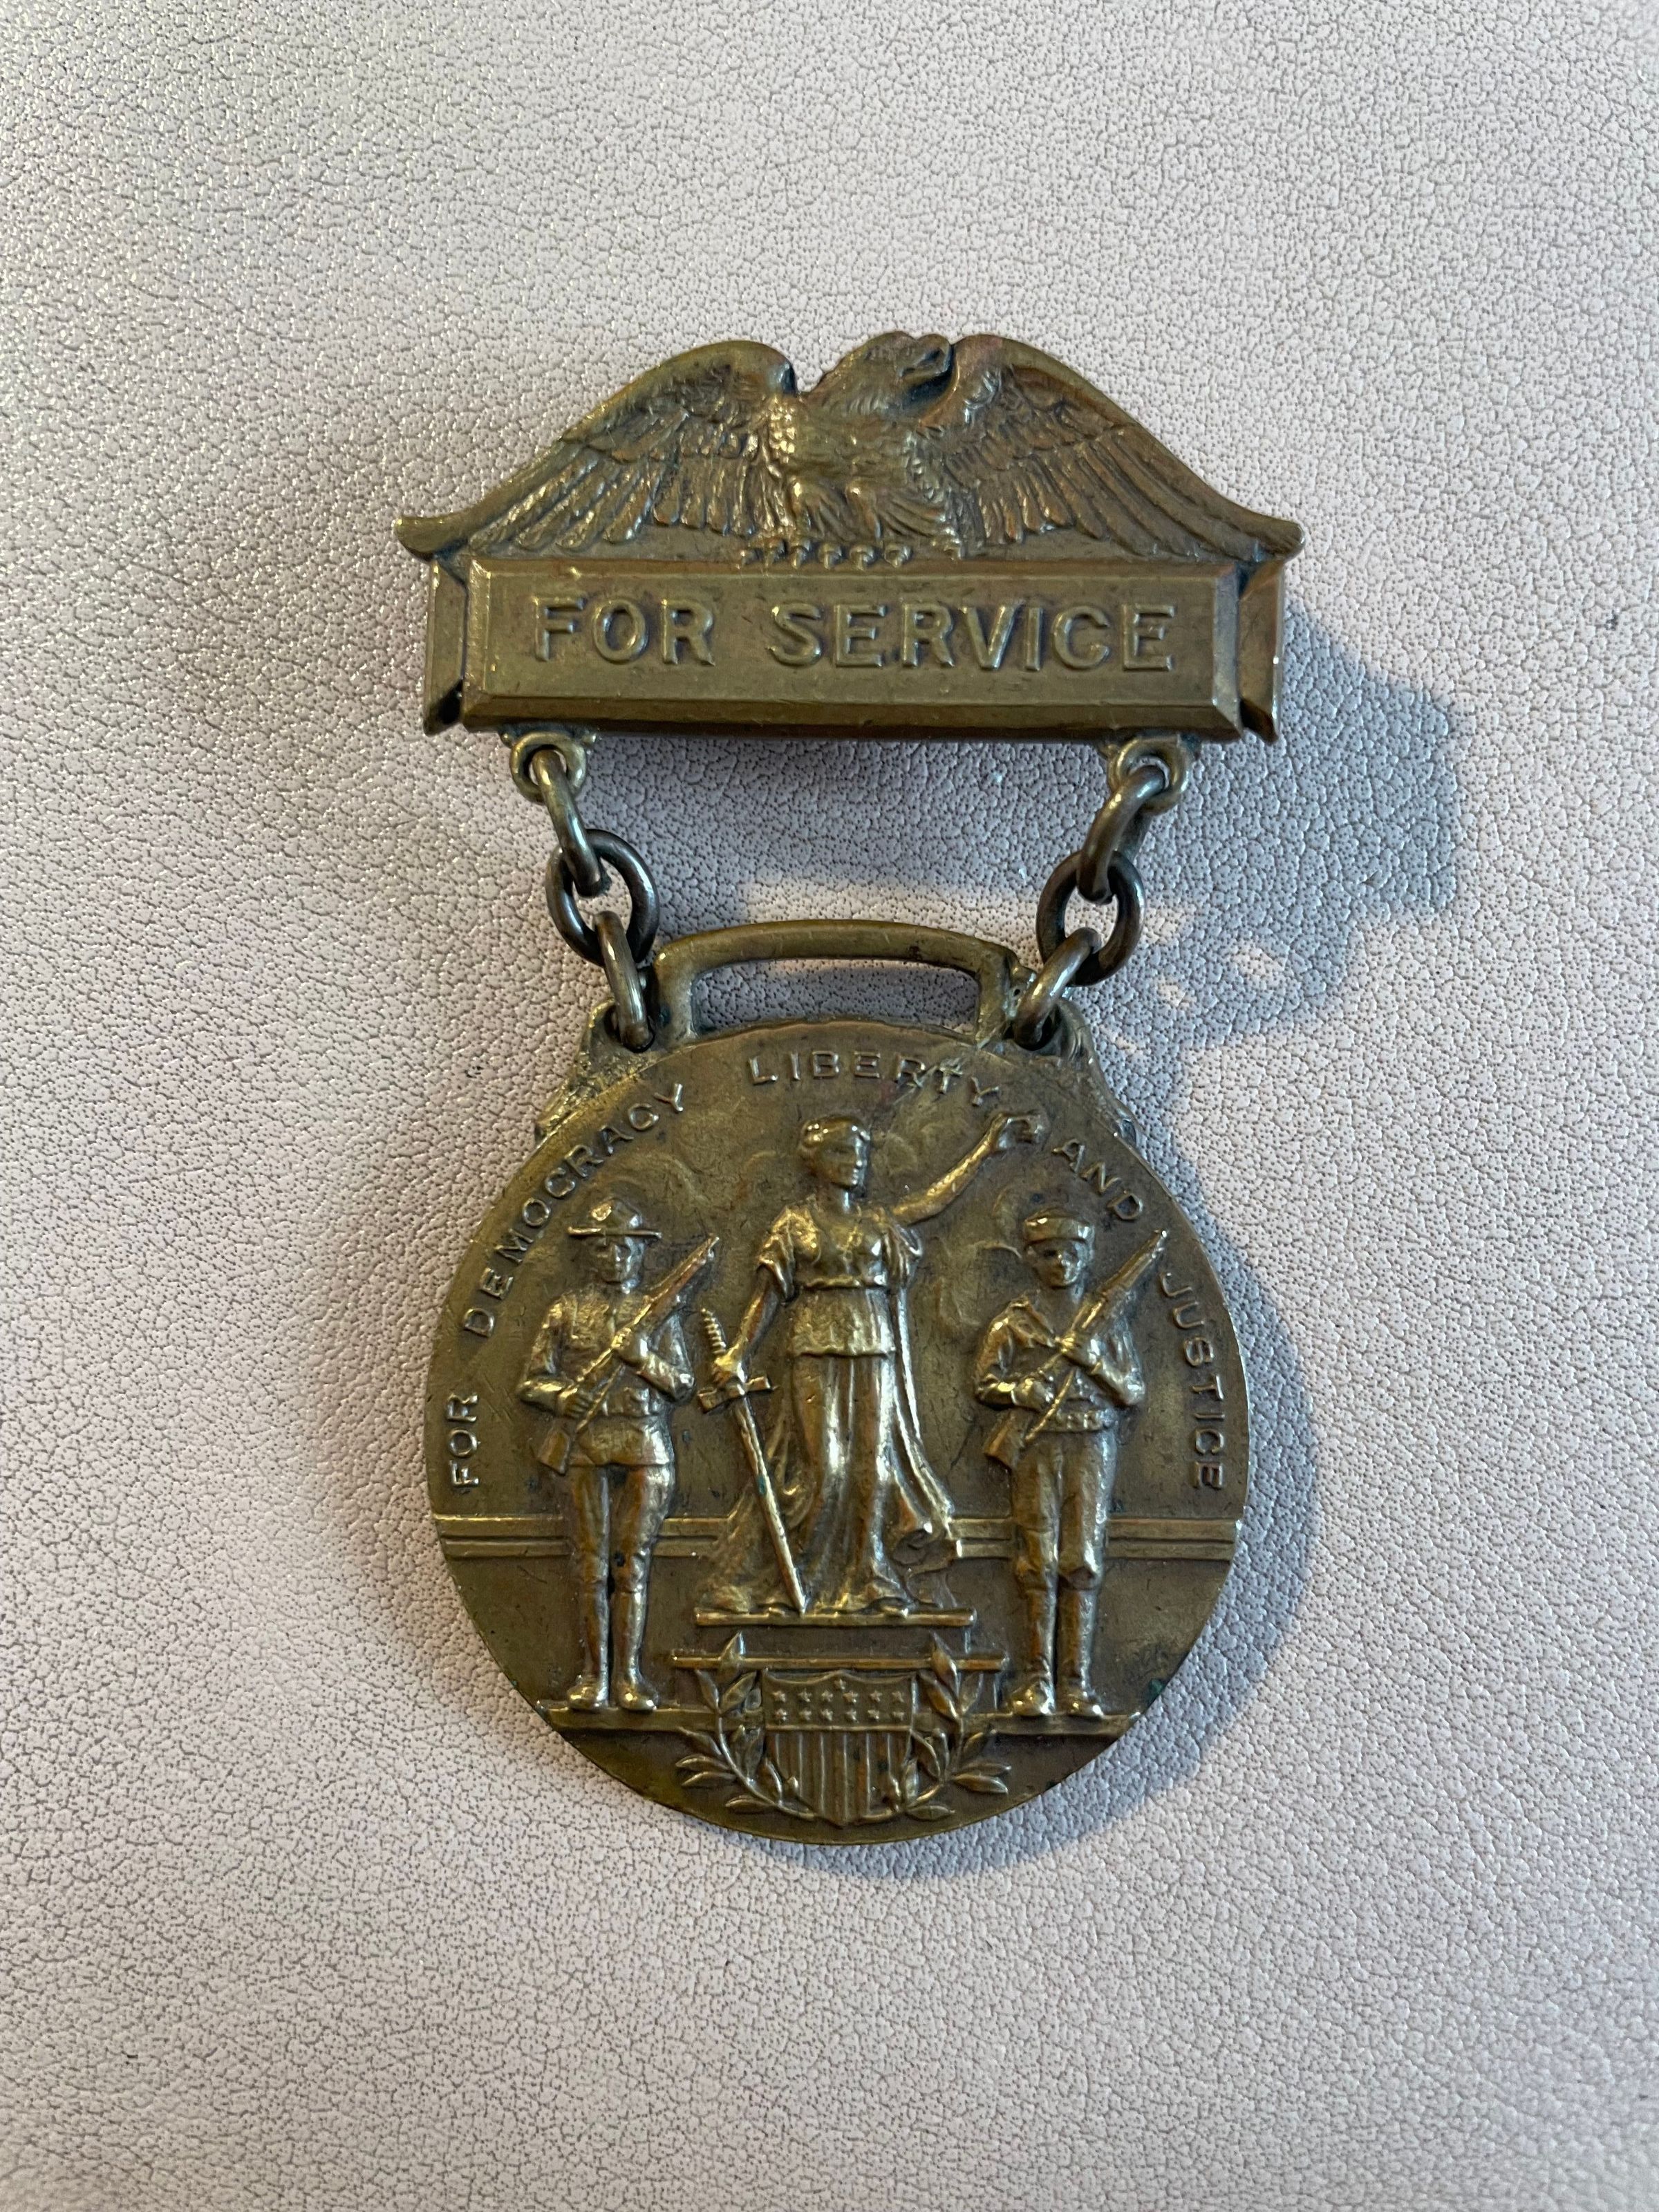 FOR SERVICE
FOR DEMOCRACY LIBERTY AND JUSTICE